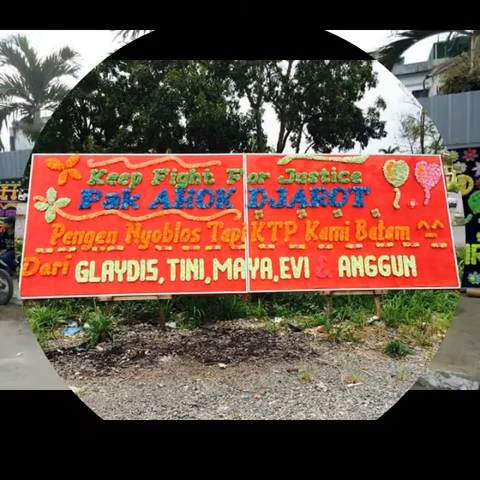 Keep Fight For Justice
Pak AHOK DJAROT
Pengen Nyoblos Tapi KTP Kami Batam ^_^
Dari GLAYDIS, TINI, MAYA, EVI & ANGGUN